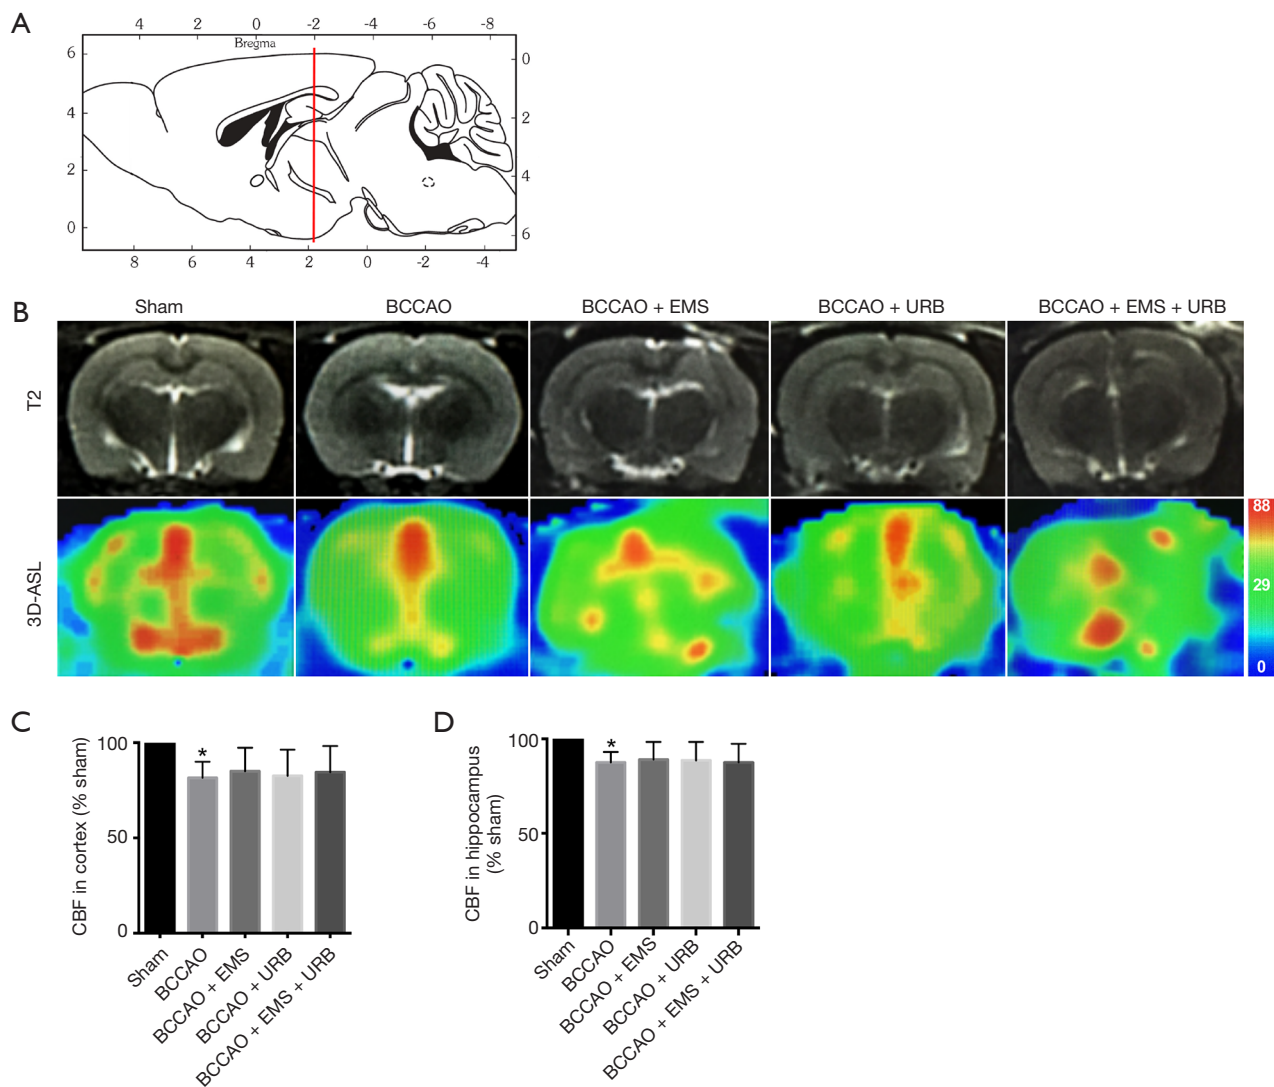 A
4 2 0 -2 -4 -6 -8
Bregma
6
4
2
0
0
2
4
6
8 6 4 2 0 -2 -4
B
Sham BCCAO BCCAO + EMS BCCAO + URB BCCAO + EMS + URB
T2
3D-ASL
88
29
0
C
CBF in cortex (% sham)
100
50
0
*
Sham
BCCAO
BCCAO + EMS
BCCAO + URB
BCCAO + EMS + URB
D
CBF in hippocampus
(% sham)
100
50
0
*
Sham
BCCAO
BCCAO + EMS
BCCAO + URB
BCCAO + EMS + URB